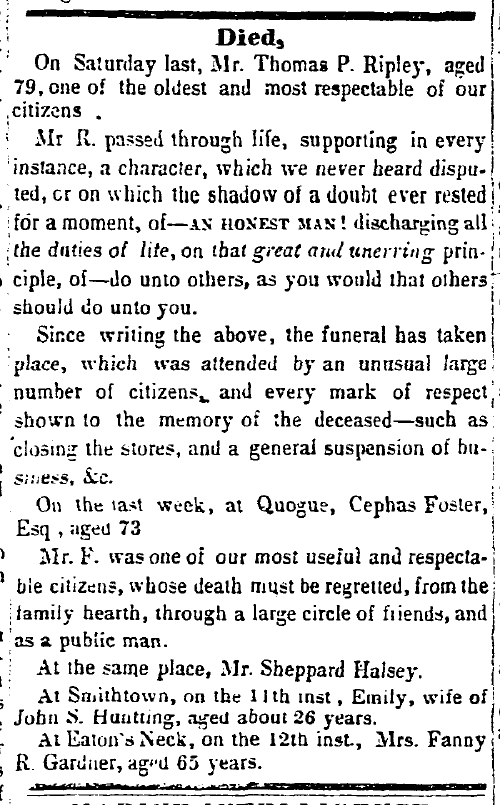 Died,
On Saturday last, Mr. Thomas P. Ripley, aged
79, one of the oldest and most respectable of our
citizens .
Mr R. passed through life, supporting in every
instance, a character, which we never heard dispu-
ted, or on which the shadow of a doubt ever rested
for a moment, of—AN HONEST MAN! discharging all
the duties of life, on that great and unerring prin-
ciple, of—do unto others, as you would that others
should do unto you.
Since writing the above, the funeral has taken
place, which was attended by an unusual large
number of citizens, and every mark of respect
shown to the memory of the deceased—such as
closing the stores, and a general suspension of bu-
siness, &c.
On the last week, at Quogue, Cephas Foster,
Esq , aged 73
Mr. F. was one of our most useful and respecta-
ble citizens, whose death must be regretted, from the
family hearth, through a large circle of friends, and
as a public man.
At the same place, Mr. Sheppard Halsey.
At Smithtown, on the 11th inst , Emily, wife of
John S. Huntting, aged about 26 years.
At Eaton's Neck, on the 12th inst., Mrs. Fanny
R. Gardner, aged 65 years.